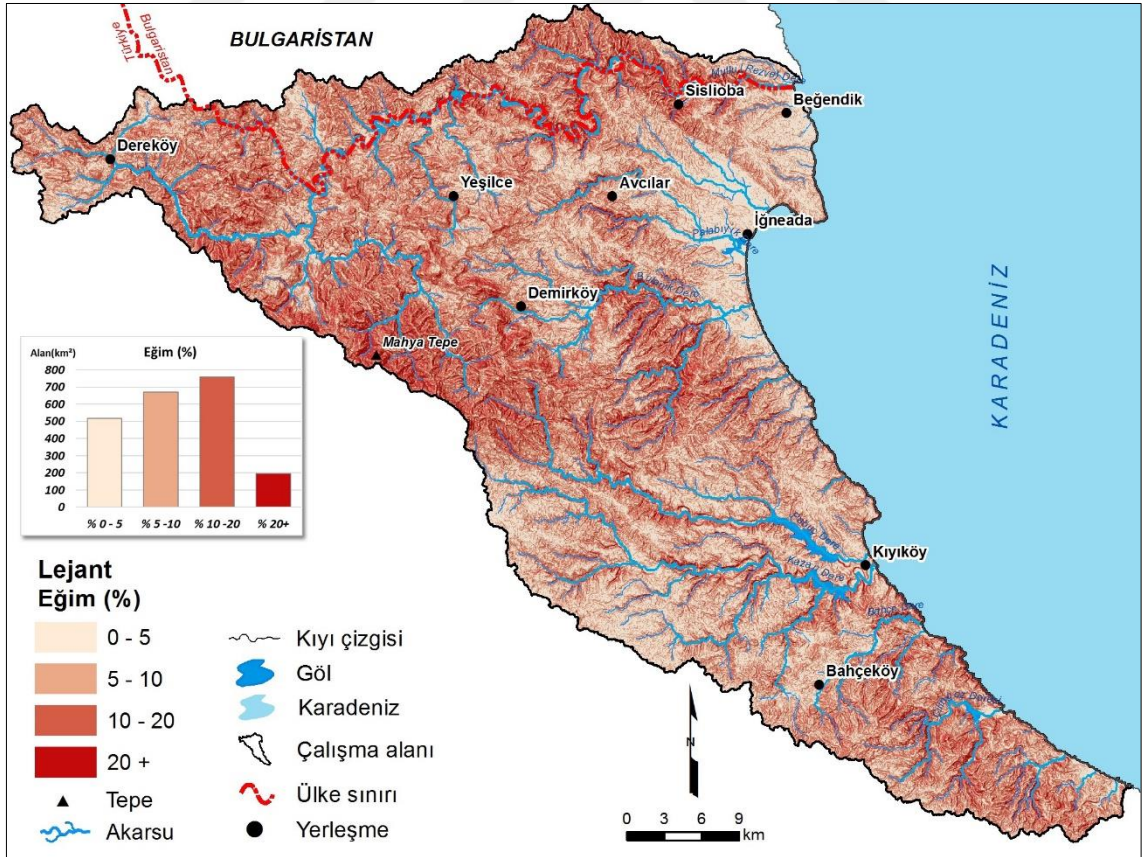 BULGARİSTAN
Bulgaristan
Türkiye
Mutlu (Rezve) Dere
Sislioba
Beğendik
Dereköy
Yeşilce
Avcılar
İğneada
Demirköy
Mahya Tepe
KARADENİZ
Kıyıköy
Bahçeköy
Alan(km²)
Eğim (%)
800
700
600
500
400
300
200
100
0
% 0 - 5
% 5 -10
% 10 -20
% 20+
Lejant
Eğim (%)
0 - 5
5 - 10
10 - 20
20 +
Tepe
Akarsu
Kıyı çizgisi
Göl
Karadeniz
Çalışma alanı
Ülke sınırı
Yerleşme
N
0 3 6 9
km